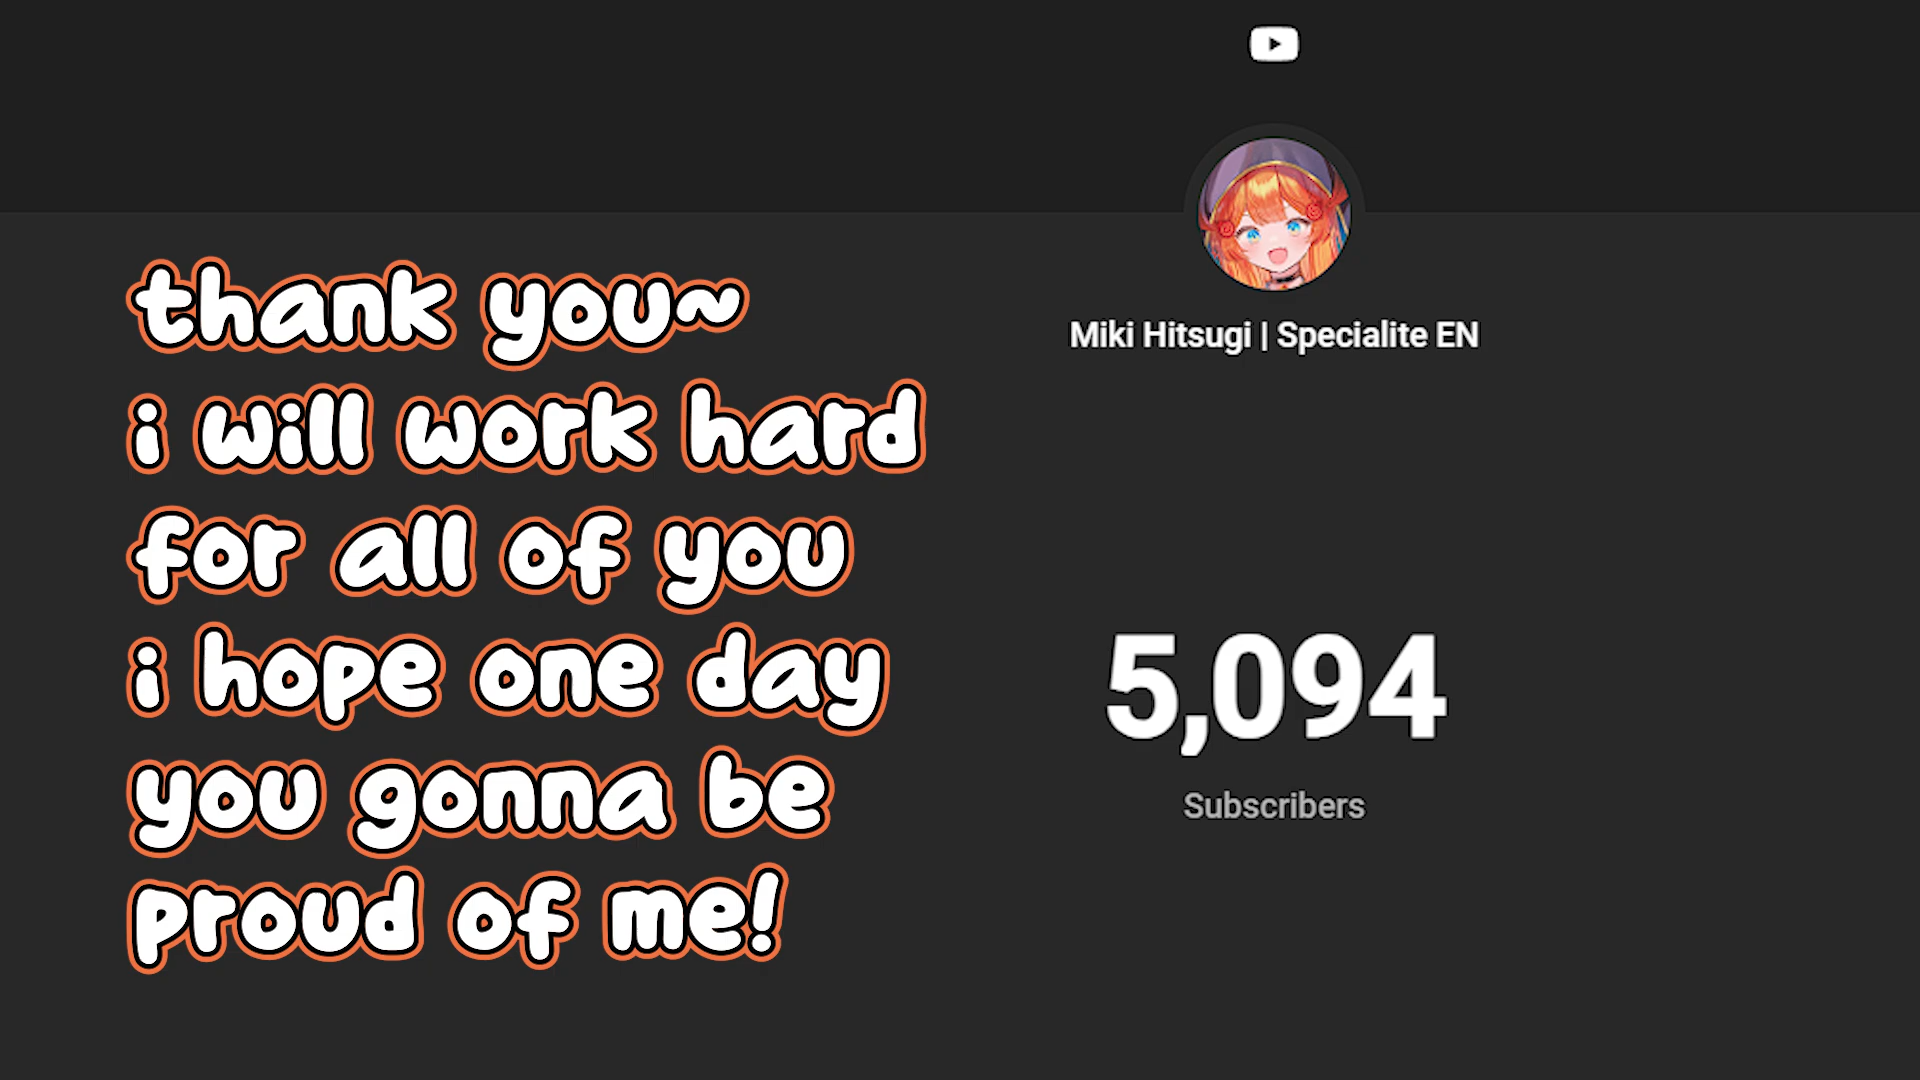 thank you~
i will work hard
for all of you
i hope one day
you gonna be
proud of me!
Miki Hitsugi | Specialite EN
5,094
Subscribers